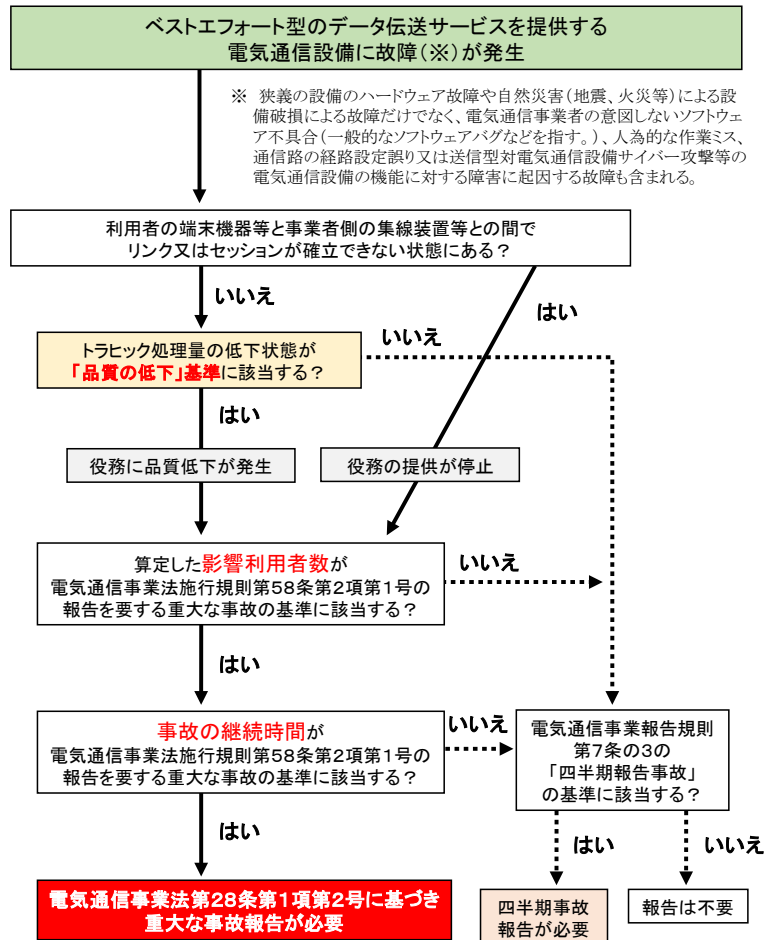 ベストエフォート型のデータ伝送サービスを提供する
電気通信設備に故障(※)が発生
※ 狭義の設備のハードウェア故障や自然災害(地震、火災等)による設
備破損による故障だけでなく、電気通信事業者の意図しないソフトウェ
ア不具合(一般的なソフトウェアバグなどを指す。)、人為的な作業ミス、
通信路の経路設定誤り又は送信型対電気通信設備サイバー攻撃等の
電気通信設備の機能に対する障害に起因する故障も含まれる。
利用者の端末機器等と事業者側の集線装置等との間で
リンク又はセッションが確立できない状態にある?
いいえ
はい
トラヒック処理量の低下状態が
「品質の低下」基準に該当する?
いいえ
はい
役務に品質低下が発生
役務の提供が停止
算定した影響利用者数が
電気通信事業法施行規則第58条第2項第1号の
報告を要する重大な事故の基準に該当する?
いいえ
はい
事故の継続時間が
電気通信事業法施行規則第58条第2項第1号の
報告を要する重大な事故の基準に該当する?
いいえ
はい
電気通信事業報告規則
第7条の3の
「四半期報告事故」
の基準に該当する?
はい
いいえ
電気通信事業法第28条第1項第2号に基づき
重大な事故報告が必要
四半期事故
報告が必要
報告は不要